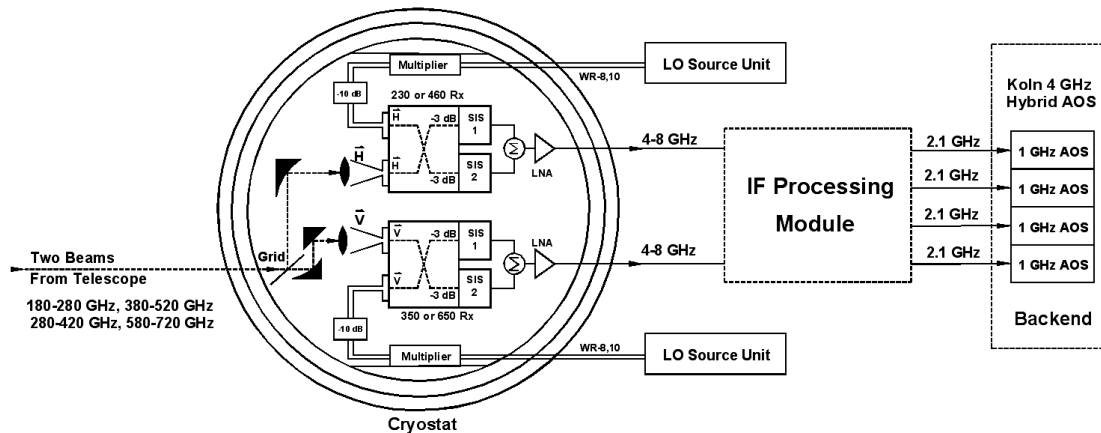 Multiplier
LO Source Unit
WR-8,10
-10 dB
230 or 460 Rx
H
-3 dB
SIS
1
Σ
H
-3 dB
SIS
2
LNA
4-8 GHz
H
V
V
-3 dB
SIS
1
Σ
LNA
4-8 GHz
V
-3 dB
SIS
2
350 or 650 Rx
-10 dB
Multiplier
WR-8,10
LO Source Unit
Grid
Two Beams
From Telescope
180-280 GHz, 380-520 GHz
280-420 GHz, 580-720 GHz
Cryostat
IF Processing
Module
2.1 GHz
2.1 GHz
2.1 GHz
2.1 GHz
Koln 4 GHz
Hybrid AOS
1 GHz AOS
1 GHz AOS
1 GHz AOS
1 GHz AOS
Backend